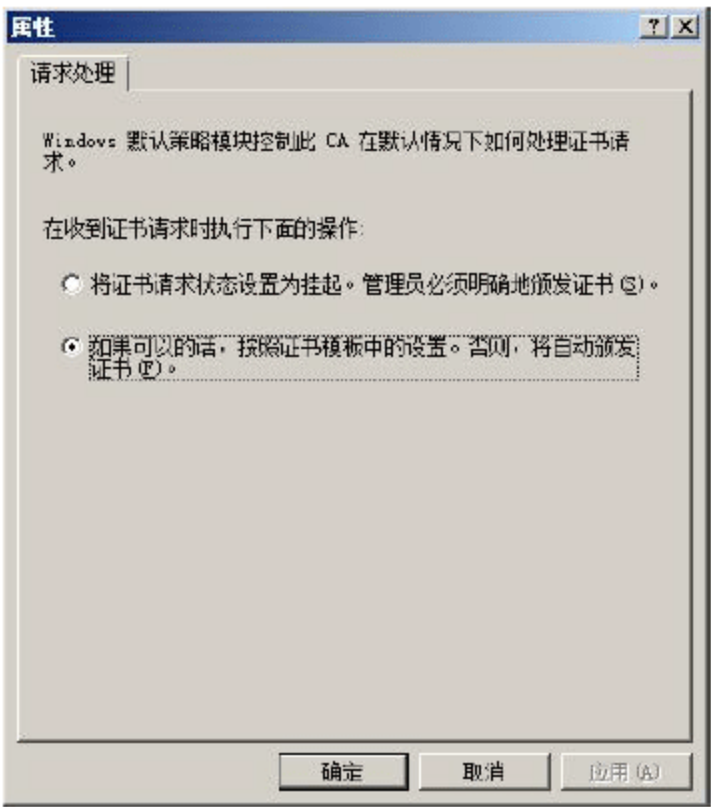 属性
请求处理
Windows 默认策略模块控制此 CA 在默认情况下如何处理证书请
求。
在收到证书请求时执行下面的操作:
将证书请求状态设置为挂起。管理员必须明确地颁发证书(S)。
如果可以的话，按照证书模板中的设置。否则，将自动颁发
证书(F)。
确定 取消 应用(A)